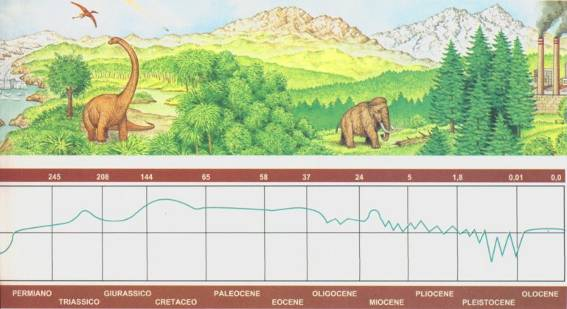 245 208 144 65 58 37 24 5 1,8 0,01 0,0
PERMIANO GIURASSICO PALEOCENE OLIGOCENE PLIOCENE OLOCENE
TRIASSICO CRETACEO EOCENE MIOCENE PLEISTOCENE